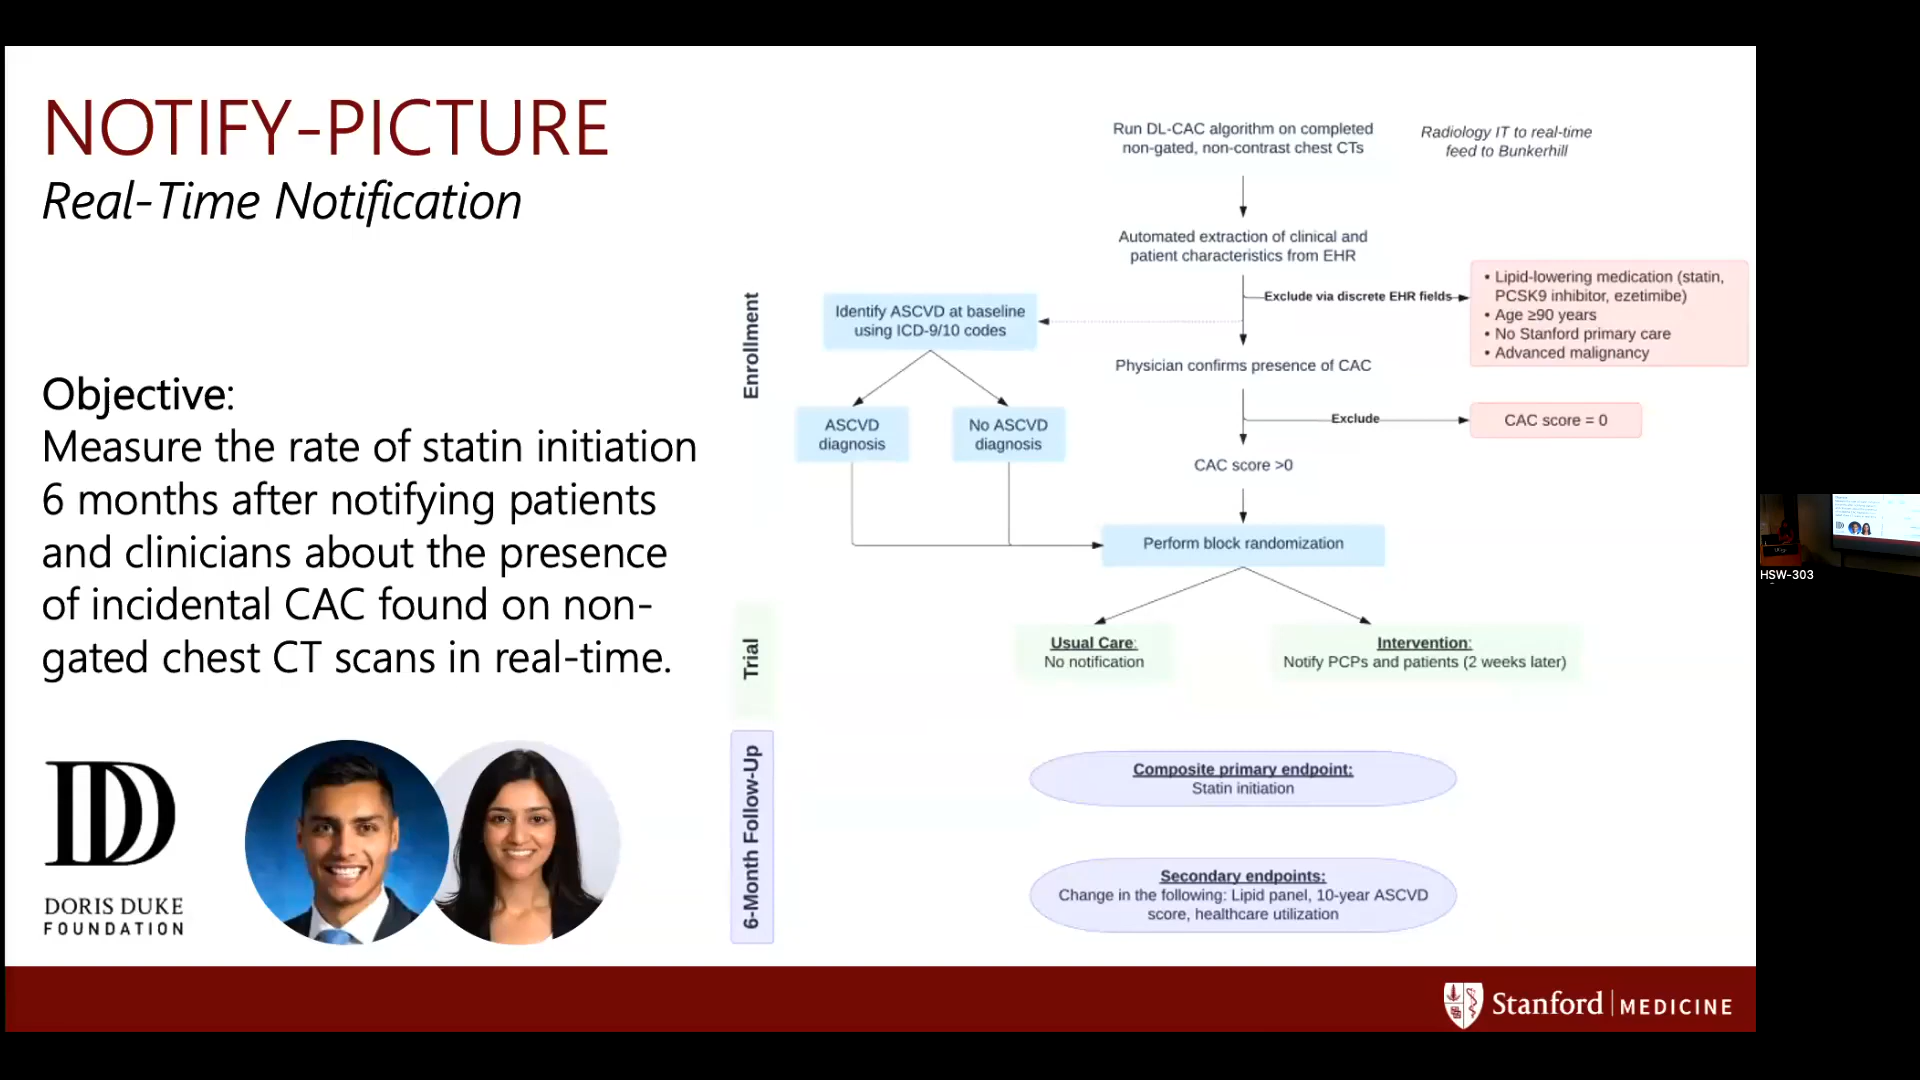 NOTIFY-PICTURE
Real-Time Notification
Objective:
Measure the rate of statin initiation
6 months after notifying patients
and clinicians about the presence
of incidental CAC found on non-
gated chest CT scans in real-time.
DORIS DUKE
FOUNDATION
Run DL-CAC algorithm on completed
non-gated, non-contrast chest CTs
Radiology IT to real-time
feed to Bunkerhill
Automated extraction of clinical and
patient characteristics from EHR
Exclude via discrete EHR fields
• Lipid-lowering medication (statin,
PCSK9 inhibitor, ezetimibe)
• Age ≥90 years
• No Stanford primary care
• Advanced malignancy
Enrollment
Identify ASCVD at baseline
using ICD-9/10 codes
Physician confirms presence of CAC
ASCVD
diagnosis
No ASCVD
diagnosis
Exclude
CAC score = 0
CAC score >0
Perform block randomization
Trial
Usual Care:
No notification
Intervention:
Notify PCPs and patients (2 weeks later)
6-Month Follow-Up
Composite primary endpoint:
Statin initiation
Secondary endpoints:
Change in the following: Lipid panel, 10-year ASCVD
score, healthcare utilization
Stanford MEDICINE
HSW-303